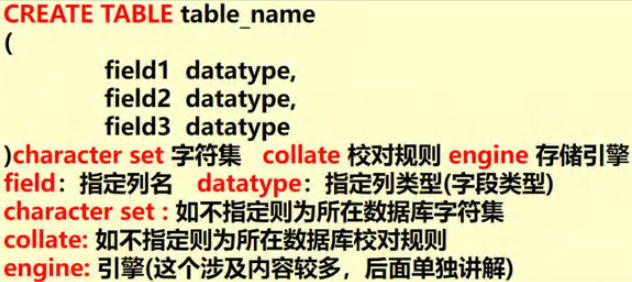 CREATE TABLE table_name
(
field1 datatype,
field2 datatype,
field3 datatype
)character set 字符集 collate 校对规则 engine 存储引擎
field：指定列名 datatype：指定列类型(字段类型)
character set : 如不指定则为所在数据库字符集
collate: 如不指定则为所在数据库校对规则
engine: 引擎(这个涉及内容较多，后面单独讲解)